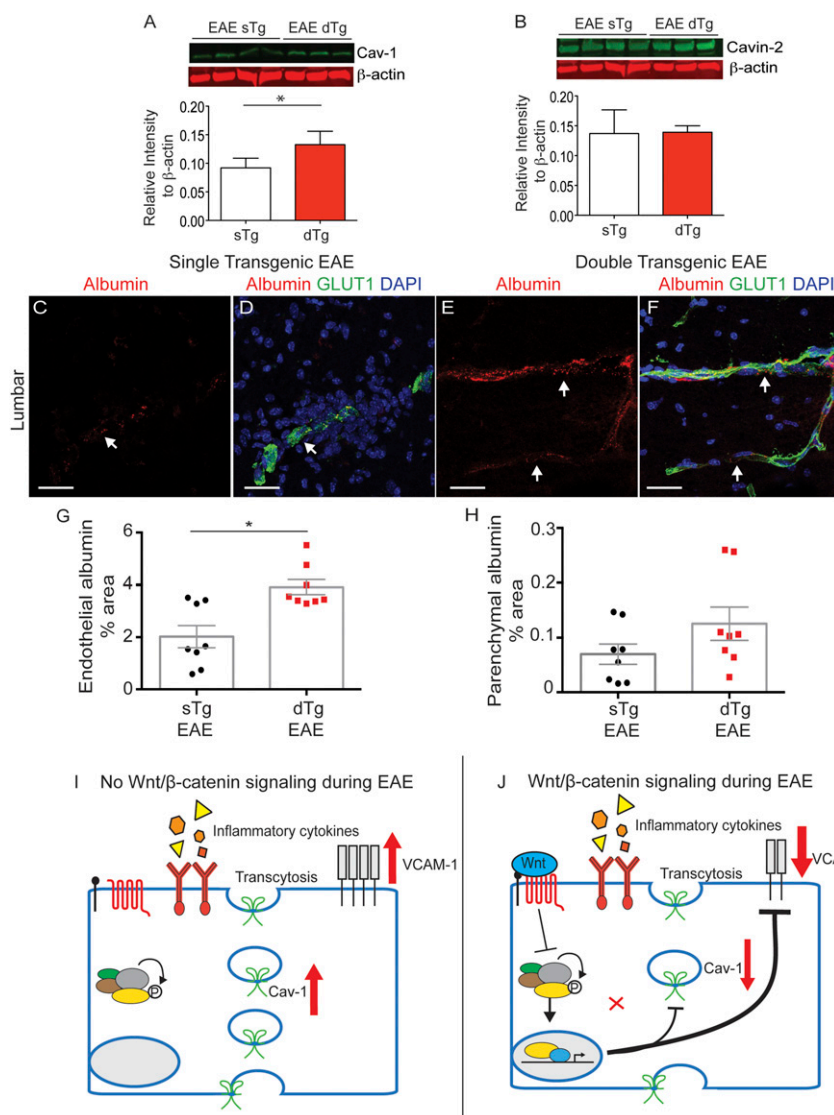 A
EAE sTg EAE dTg
Cav-1
β-actin
*
Relative Intensity
to β-actin
0.20
0.15
0.10
0.05
0.00
sTg dTg
B
EAE sTg EAE dTg
Cavin-2
β-actin
Relative Intensity
to β-actin
0.20
0.15
0.10
0.05
0.00
sTg dTg
Single Transgenic EAE
Double Transgenic EAE
Albumin
Albumin GLUT1 DAPI
Albumin
Albumin GLUT1 DAPI
Lumbar
C
D
E
F
G
*
Endothelial albumin
% area
6
4
2
0
sTg dTg
EAE EAE
H
Parenchymal albumin
% area
0.3
0.2
0.1
0.0
sTg dTg
EAE EAE
I No Wnt/β-catenin signaling during EAE
Inflammatory cytokines
VCAM-1
Transcytosis
Cav-1
P
J Wnt/β-catenin signaling during EAE
Inflammatory cytokines
Wnt
Transcytosis
VCA
Cav-1
P